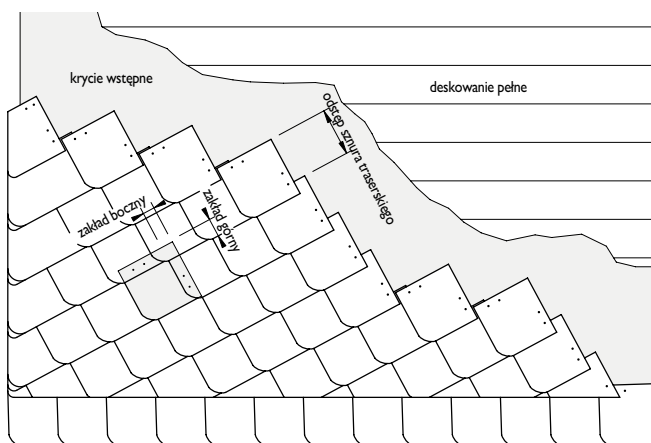 krycie wstępne
deskowanie pełne
odstęp sznura traserskiego
zakład boczny
zakład górny